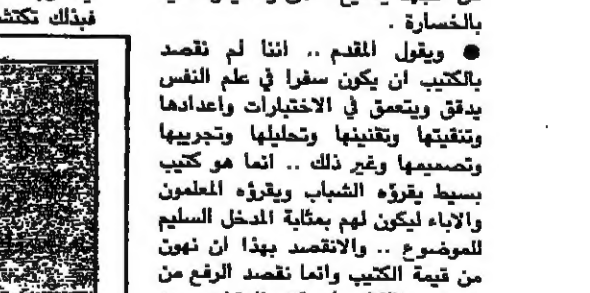 بالخسارة .
● ويقول المقدم .. اننا لم نقصد
بالكتيب ان يكون سفرا في علم النفس
يدقق ويتعمق في الاختبارات واعدادها
وتنقيتها وتقنينها وتحليلها وتجريبها
وتصميمها وغير ذلك .. انما هو كتيب
بسيط يقرؤه الشباب ويقرؤه المعلمون
والاباء ليكون لهم بمثابة المدخل السليم
للموضوع .. والانقصد بهذا ان نهون
من قيمة الكتيب وانما نقصد الرفع من
فبذلك